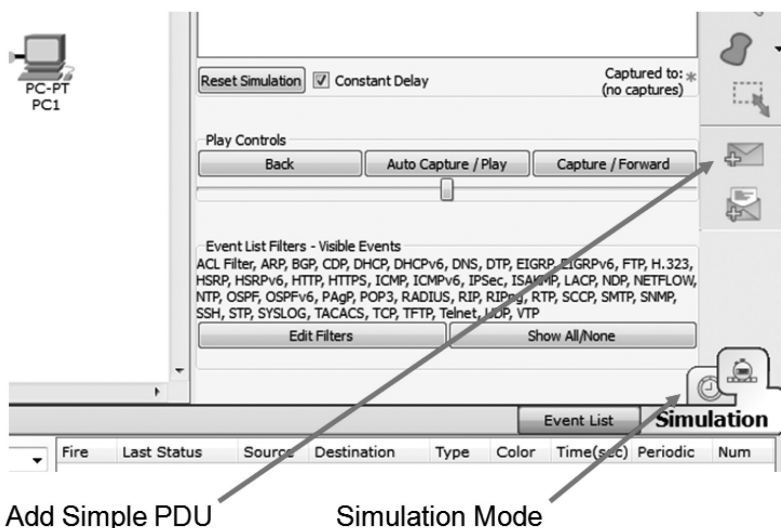 PC-PT
PC1
Reset Simulation
Constant Delay
Captured to: *
(no captures)
Play Controls
Back
Auto Capture / Play
Capture / Forward
Event List Filters - Visible Events
ACL Filter, ARP, BGP, CDP, DHCP, DHCPv6, DNS, DTP, EIGRP, EIGRPv6, FTP, H.323,
HSRP, HSRPv6, HTTP, HTTPS, ICMP, ICMPv6, IPSec, ISAKMP, LACP, NDP, NETFLOW,
NTP, OSPF, OSPFv6, PAgP, POP3, RADIUS, RIP, RIPng, RTP, SCCP, SMTP, SNMP,
SSH, STP, SYSLOG, TACACS, TCP, TFTP, Telnet, UDP, VTP
Edit Filters
Show All/None
Event List
Simulation
Fire Last Status Source Destination Type Color Time(sec) Periodic Num
Add Simple PDU
Simulation Mode